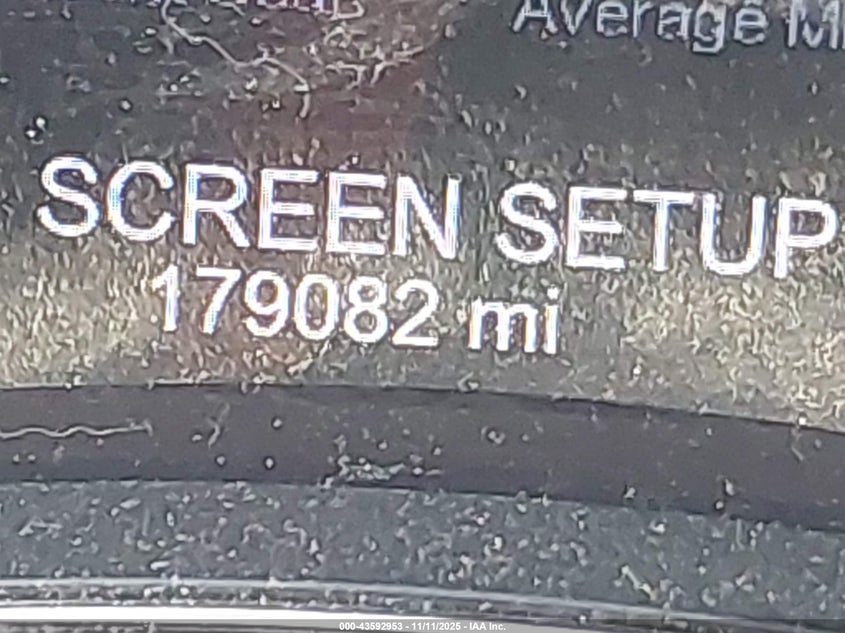 Average
SCREEN SETUP
179082 mi
000-43592953 - 11/11/2025 - IAA Inc.